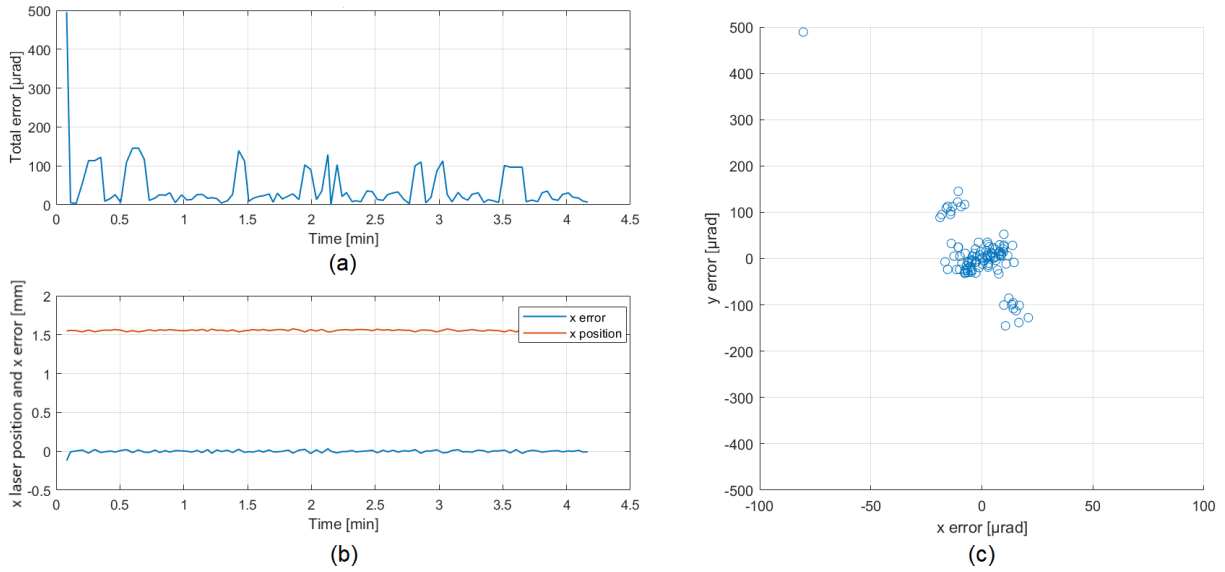 500
400
300
200
100
0
Total error [µrad]
0 0.5 1 1.5 2 2.5 3 3.5 4 4.5
Time [min]
(a)
2
1.5
1
0.5
0
-0.5
x laser position and x error [mm]
x error
x position
0 0.5 1 1.5 2 2.5 3 3.5 4 4.5
Time [min]
(b)
500
400
300
200
100
0
-100
-200
-300
-400
-500
y error [µrad]
-100 -50 0 50 100
x error [µrad]
(c)